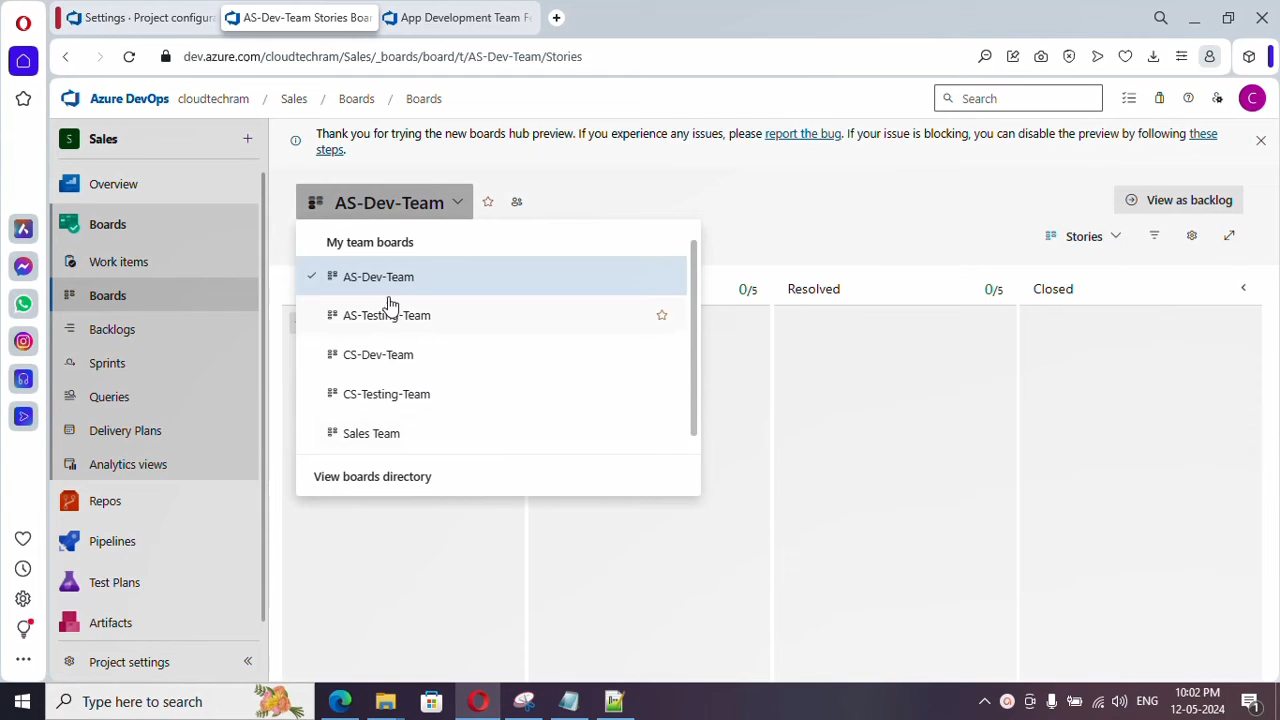 Settings · Project configura
AS-Dev-Team Stories Boar
App Development Team F
dev.azure.com/cloudtechram/Sales/_boards/board/t/AS-Dev-Team/Stories
Azure DevOps cloudtechram / Sales / Boards / Boards
Search
C
S Sales
Thank you for trying the new boards hub preview. If you experience any issues, please report the bug. If your issue is blocking, you can disable the preview by following these
steps.
Overview
Boards
Work items
Boards
Backlogs
Sprints
Queries
Delivery Plans
Analytics views
Repos
Pipelines
Test Plans
Artifacts
Project settings
AS-Dev-Team
View as backlog
Stories
My team boards
AS-Dev-Team
AS-Testing-Team
CS-Dev-Team
CS-Testing-Team
Sales Team
View boards directory
0/5
Resolved 0/5
Closed
Type here to search
ENG
10:02 PM
12-05-2024
1